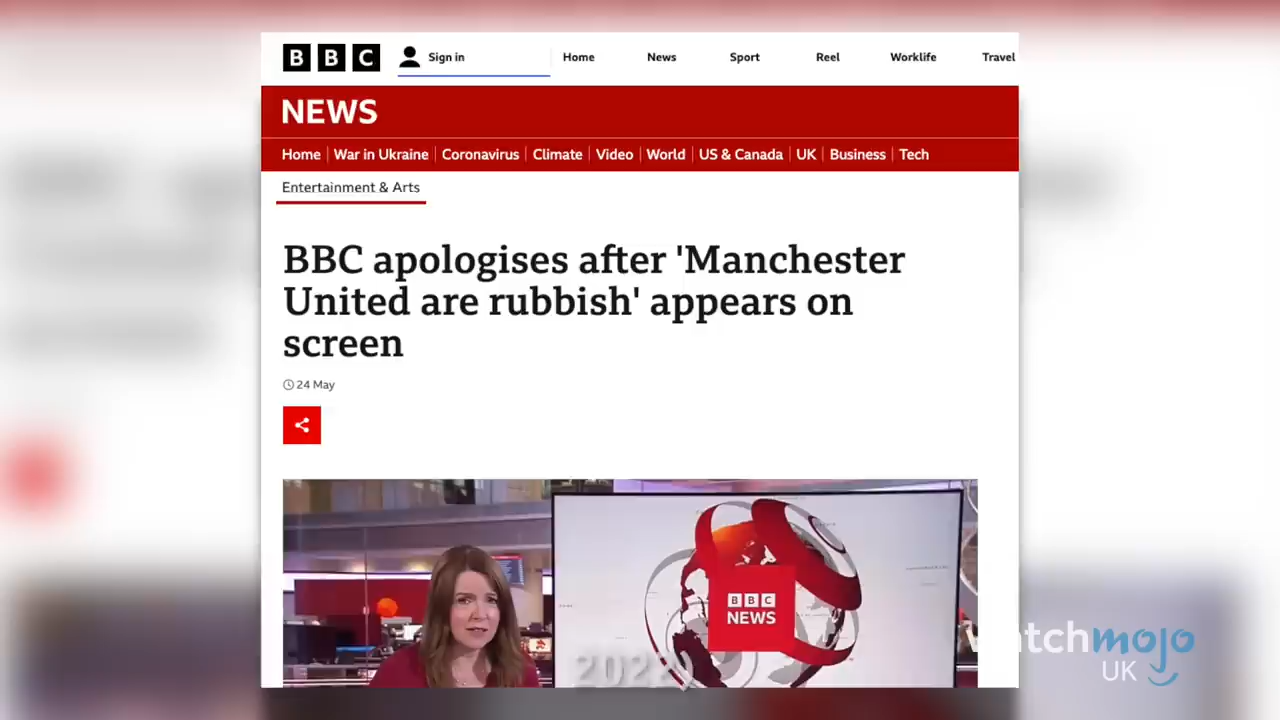 BBC Sign in Home News Sport Reel Worklife Travel
NEWS
Home War in Ukraine Coronavirus Climate Video World US & Canada UK Business Tech
Entertainment & Arts
BBC apologises after 'Manchester
United are rubbish' appears on
screen
24 May
BBC
NEWS
watchmojo
UK
2022)